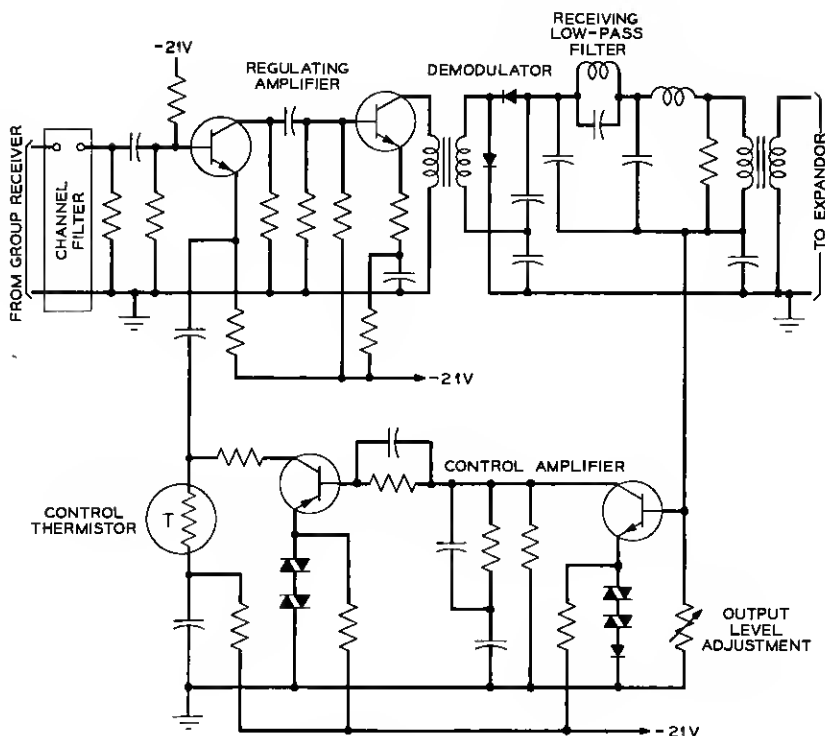 RECEIVING
LOW-PASS
FILTER
-21V
REGULATING
AMPLIFIER
DEMODULATOR
FROM GROUP RECEIVER
CHANNEL
FILTER
TO EXPANDOR
-21V
CONTROL AMPLIFIER
CONTROL
THERMISTOR
T
OUTPUT
LEVEL
ADJUSTMENT
-21V